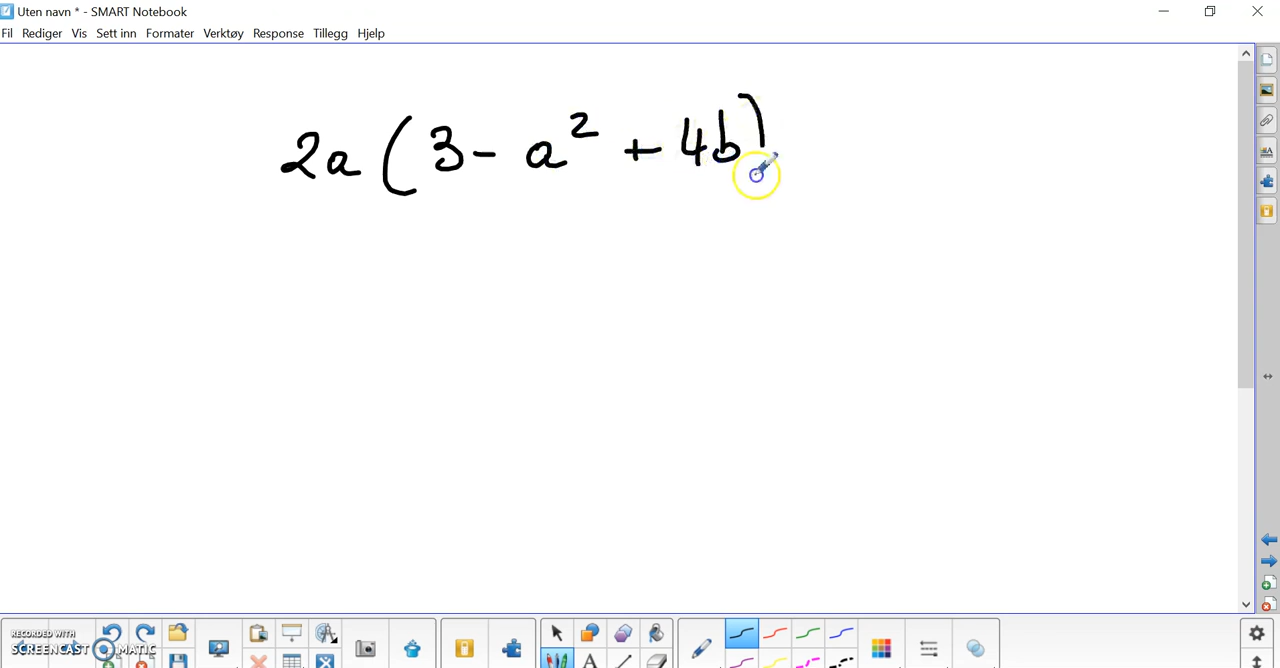 Uten navn * - SMART Notebook
Fil Rediger Vis Sett inn Formater Verktøy Response Tillegg Hjelp
2a ( 3 - a² + 4b )
RECORDED WITH
SCREENCAST MATIC